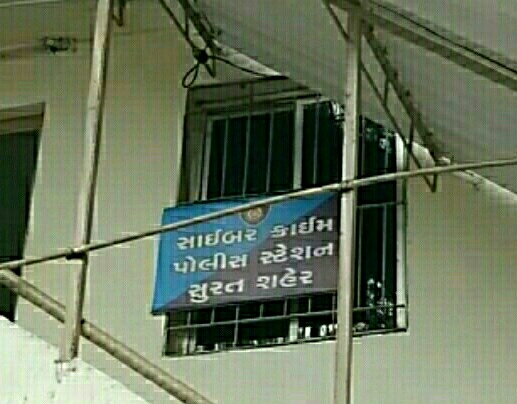 સાઈબર ક્રાઈમ
પોલીસ સ્ટેશન
સુરત શહેર